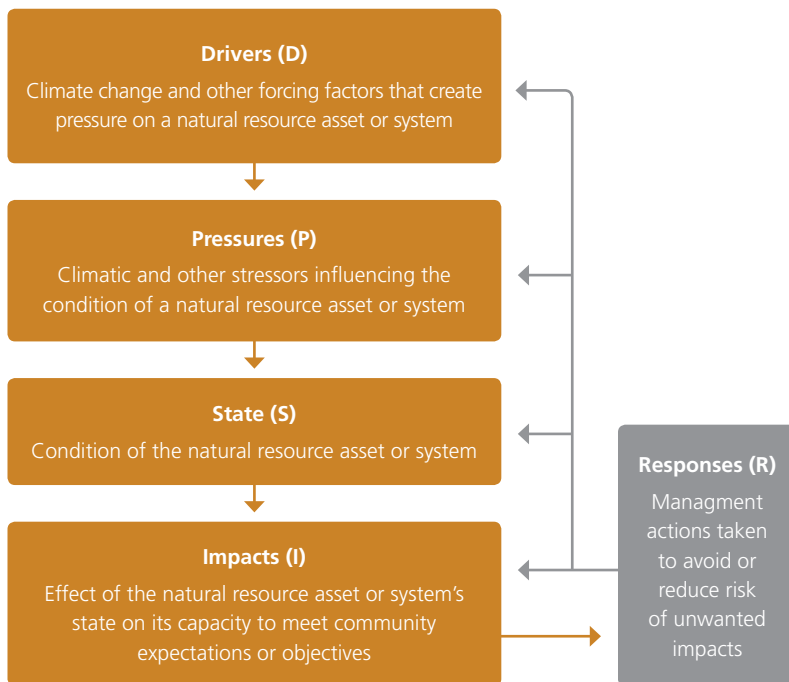 Drivers (D)
Climate change and other forcing factors that create
pressure on a natural resource asset or system
Pressures (P)
Climatic and other stressors influencing the
condition of a natural resource asset or system
State (S)
Condition of the natural resource asset or system
Impacts (I)
Effect of the natural resource asset or system's
state on its capacity to meet community
expectations or objectives
Responses (R)
Managment
actions taken
to avoid or
reduce risk
of unwanted
impacts